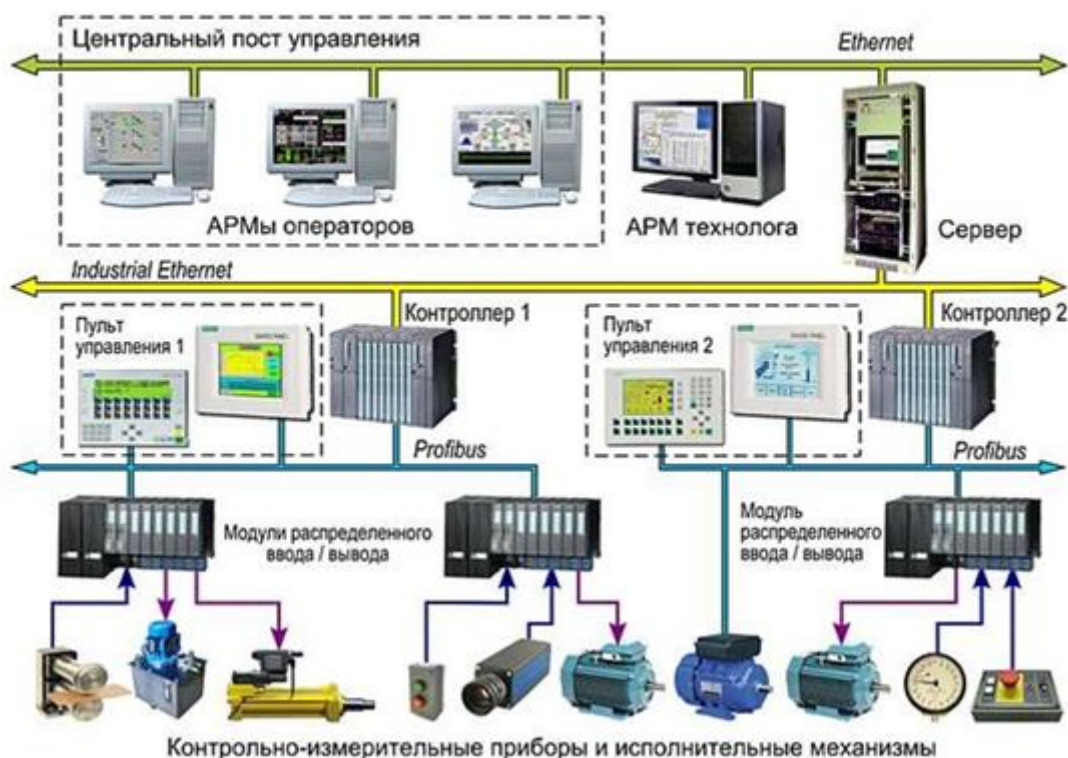 Центральный пост управления
Ethernet
АРМы операторов
АРМ технолога
Сервер
Industrial Ethernet
Пульт
управления 1
Контроллер 1
Пульт
управления 2
Контроллер 2
Profibus
Profibus
Модули распределенного
ввода / вывода
Модуль
распределенного
ввода / вывода
Контрольно-измерительные приборы и исполнительные механизмы